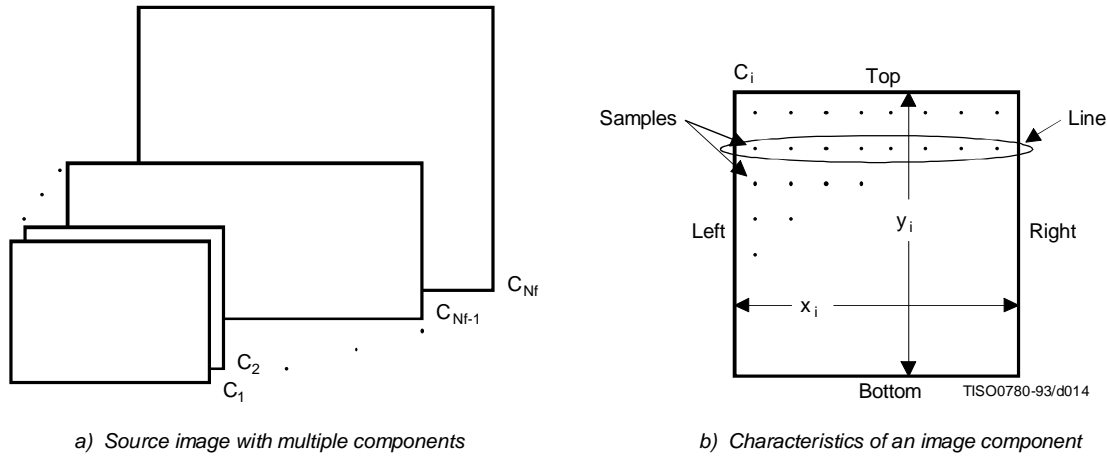 C_Nf
C_Nf-1
C_2
C_1
a) Source image with multiple components
C_i
Top
Samples
Line
Left
y_i
Right
x_i
Bottom
TISO0780-93/d014
b) Characteristics of an image component